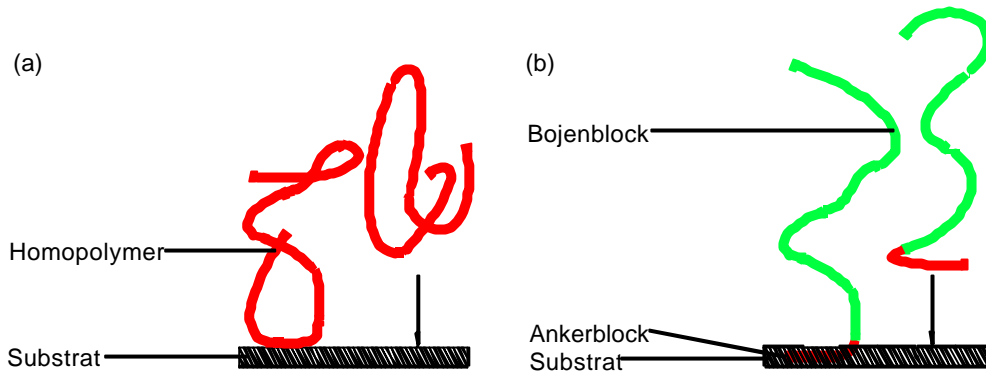 (a)
Homopolymer
Substrat
(b)
Bojenblock
Ankerblock
Substrat